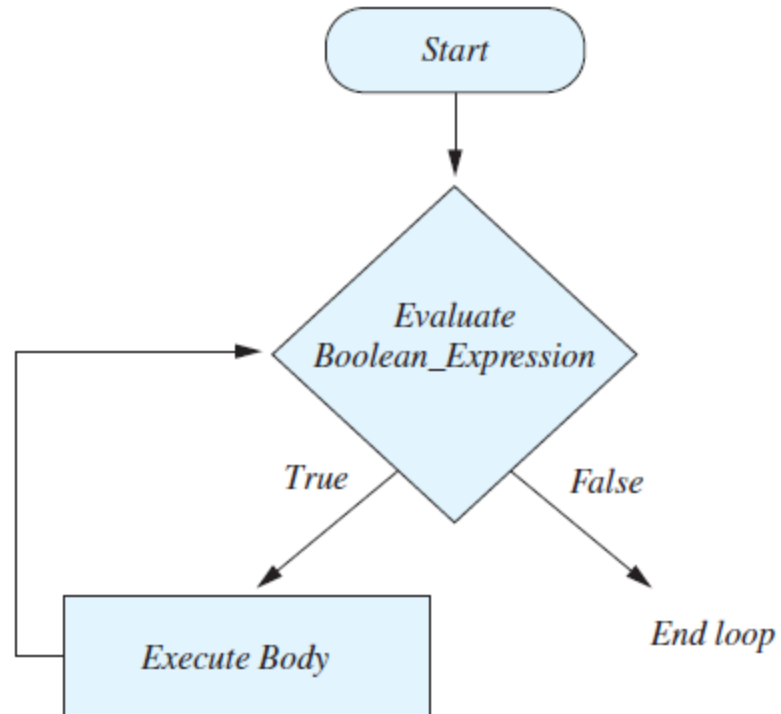 Start
Evaluate
Boolean_Expression
True
False
Execute Body
End loop